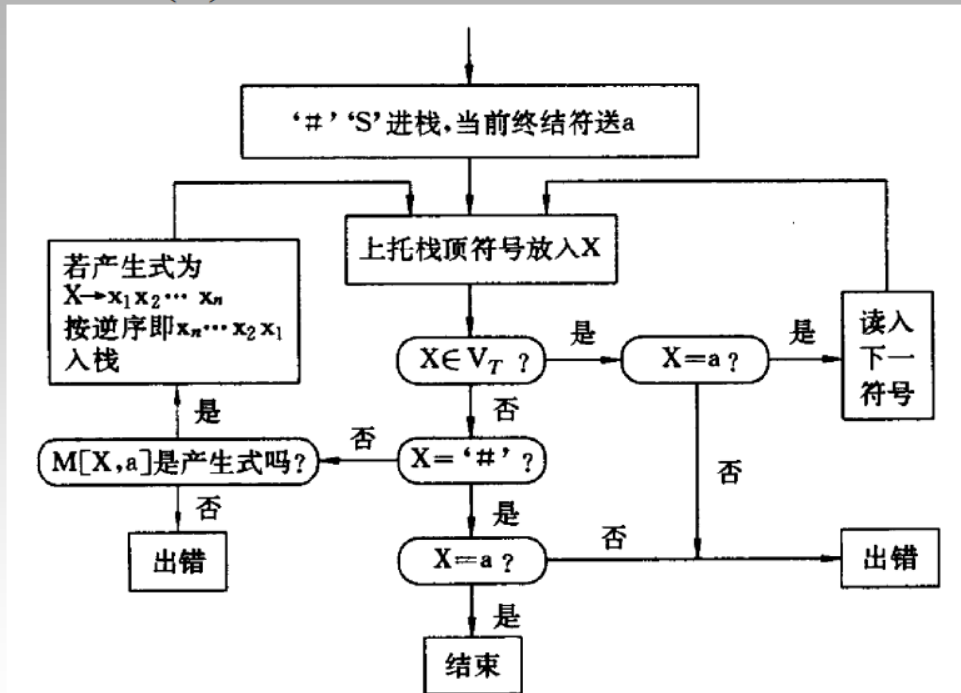 ‘#’‘S’进栈,当前终结符送a
上托栈顶符号放入X
若产生式为
X→x₁x₂⋯ xₙ
按逆序即xₙ⋯x₂x₁
入栈
X∈V_T ?
是
X=a?
是
读入
下一
符号
否
是
M[X,a]是产生式吗?
否
X=‘#’?
否
否
是
出错
X=a?
否
出错
是
结束